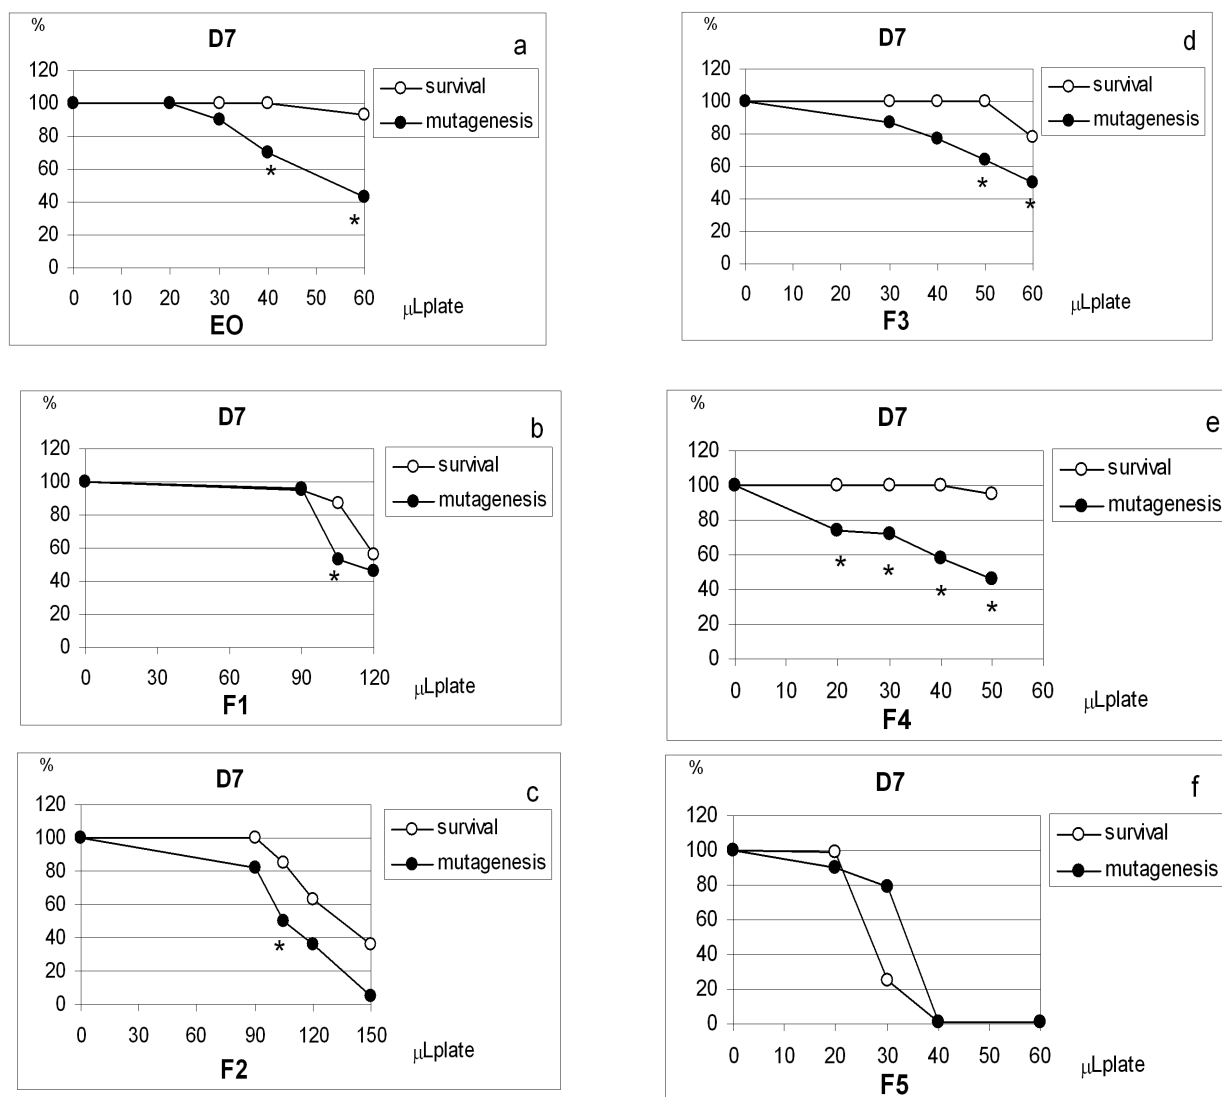 %
D7
a
120
100
80
60
40
20
0
survival
mutagenesis
*
*
0 10 20 30 40 50 60
µLplate
EO
D7
d
120
100
80
60
40
20
0
survival
mutagenesis
*
*
0 10 20 30 40 50 60
µLplate
F3
%
D7
b
120
100
80
60
40
20
0
survival
mutagenesis
*
0 30 60 90 120
µLplate
F1
%
D7
e
120
100
80
60
40
20
0
survival
mutagenesis
* * * *
0 10 20 30 40 50 60
µLplate
F4
%
D7
c
120
100
80
60
40
20
0
survival
mutagenesis
*
0 30 60 90 120 150
µLplate
F2
%
D7
f
120
100
80
60
40
20
0
survival
mutagenesis
0 10 20 30 40 50 60
µLplate
F5